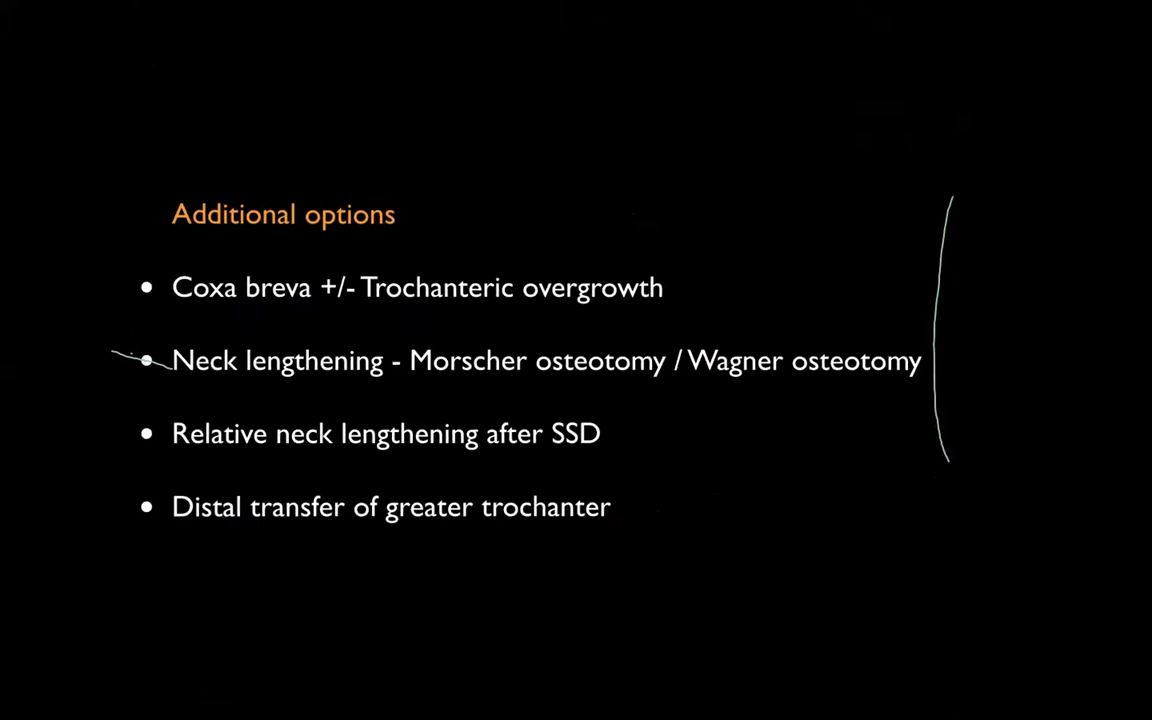 Additional options
• Coxa breva +/- Trochanteric overgrowth
• Neck lengthening - Morscher osteotomy / Wagner osteotomy
• Relative neck lengthening after SSD
• Distal transfer of greater trochanter